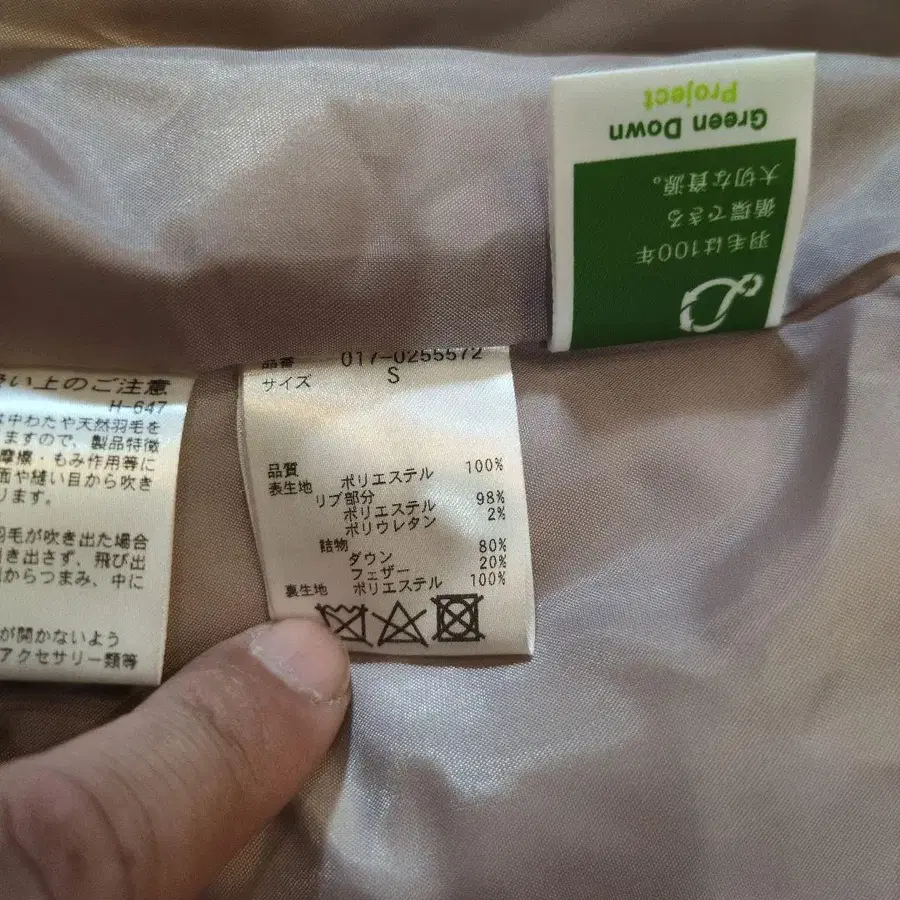 Green Down
Project
羽毛は100年
循環できる
大切な資源。
い上のご注意
H-647
中わたや天然羽毛を
ますので、製品特徴
摩擦・もみ作用等に
面や縫い目から吹き
ります。
羽毛が吹き出た場合
き出さず、飛び出
からつまみ、中に
が開かないよう
アクセサリー類等
品番 017-0255572
サイズ S
品質
表生地 ポリエステル 100%
リブ部分
ポリエステル 98%
ポリウレタン 2%
詰物
ダウン 80%
フェザー 20%
裏生地 ポリエステル 100%